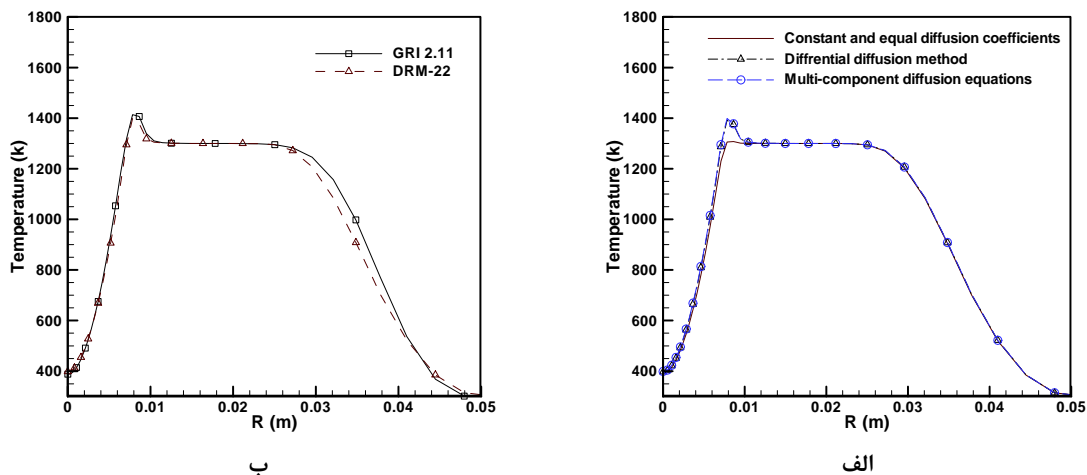 1800
1600
1400
1200
1000
800
600
400
Temperature (k)
GRI 2.11
DRM-22
0
0.01
0.02
0.03
0.04
0.05
R (m)
ب
1800
1600
1400
1200
1000
800
600
400
Temperature (k)
Constant and equal diffusion coefficients
Diffrential diffusion method
Multi-component diffusion equations
0
0.01
0.02
0.03
0.04
0.05
R (m)
الف